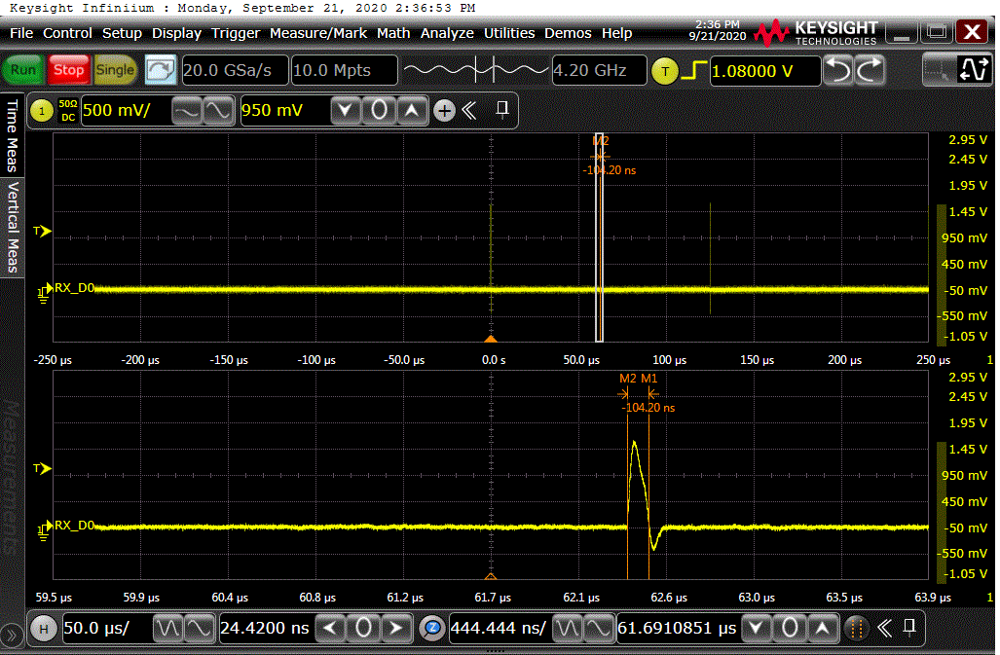 Keysight Infiniium : Monday, September 21, 2020 2:36:53 PM
File Control Setup Display Trigger Measure/Mark Math Analyze Utilities Demos Help
2:36 PM
9/21/2020
KEYSIGHT
TECHNOLOGIES
Run Stop Single 20.0 GSa/s 10.0 Mpts 4.20 GHz T 1.08000 V
1 50Ω DC 500 mV/ 950 mV
Time Meas
Vertical Meas
Measurements
M2
-104.20 ns
T
1 RX_D0
2.95 V
2.45 V
1.95 V
1.45 V
950 mV
450 mV
-50 mV
-550 mV
-1.05 V
-250 µs -200 µs -150 µs -100 µs -50.0 µs 0.0 s 50.0 µs 100 µs 150 µs 200 µs 250 µs 1
M2 M1
-104.20 ns
T
1 RX_D0
2.95 V
2.45 V
1.95 V
1.45 V
950 mV
450 mV
-50 mV
-550 mV
-1.05 V
59.5 µs 59.9 µs 60.4 µs 60.8 µs 61.2 µs 61.7 µs 62.1 µs 62.6 µs 63.0 µs 63.5 µs 63.9 µs 1
H 50.0 µs/ 24.4200 ns 0 Z 444.444 ns/ 61.6910851 µs 0